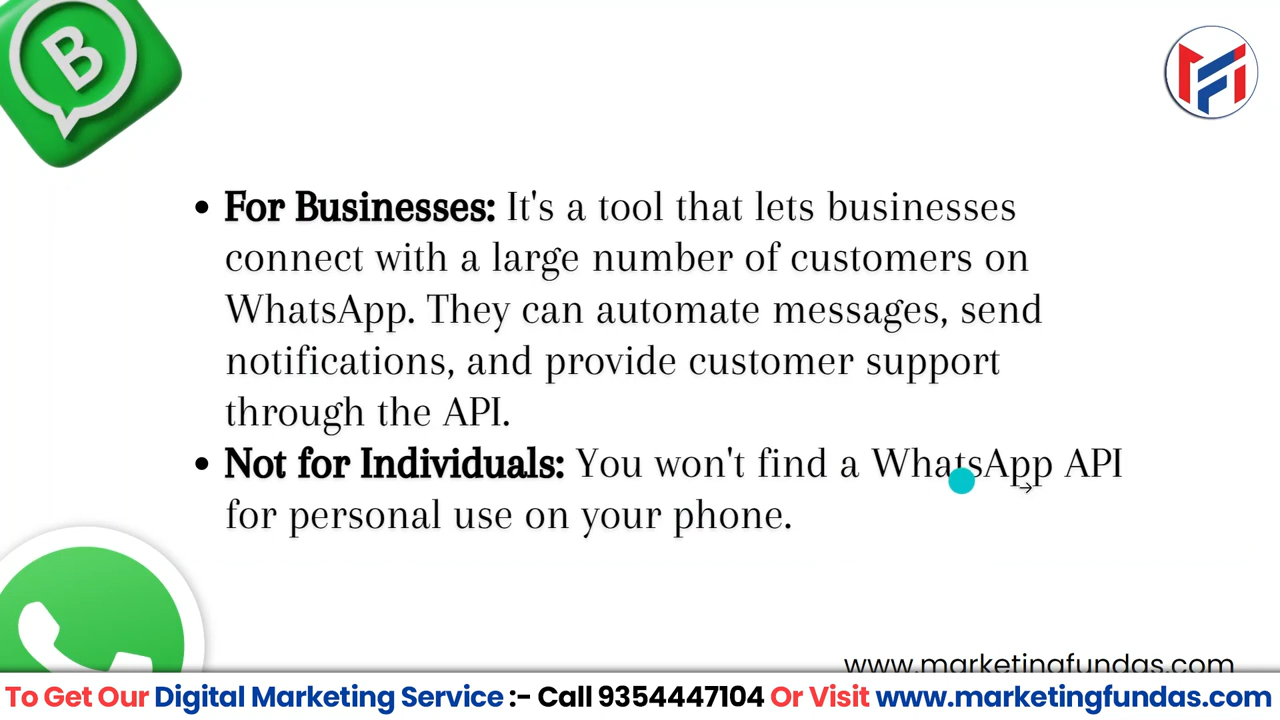 B
For Businesses: It's a tool that lets businesses
connect with a large number of customers on
WhatsApp. They can automate messages, send
notifications, and provide customer support
through the API.
Not for Individuals: You won't find a WhatsApp API
for personal use on your phone.
www.marketingfundas.com
To Get Our Digital Marketing Service :- Call 9354447104 Or Visit www.marketingfundas.com